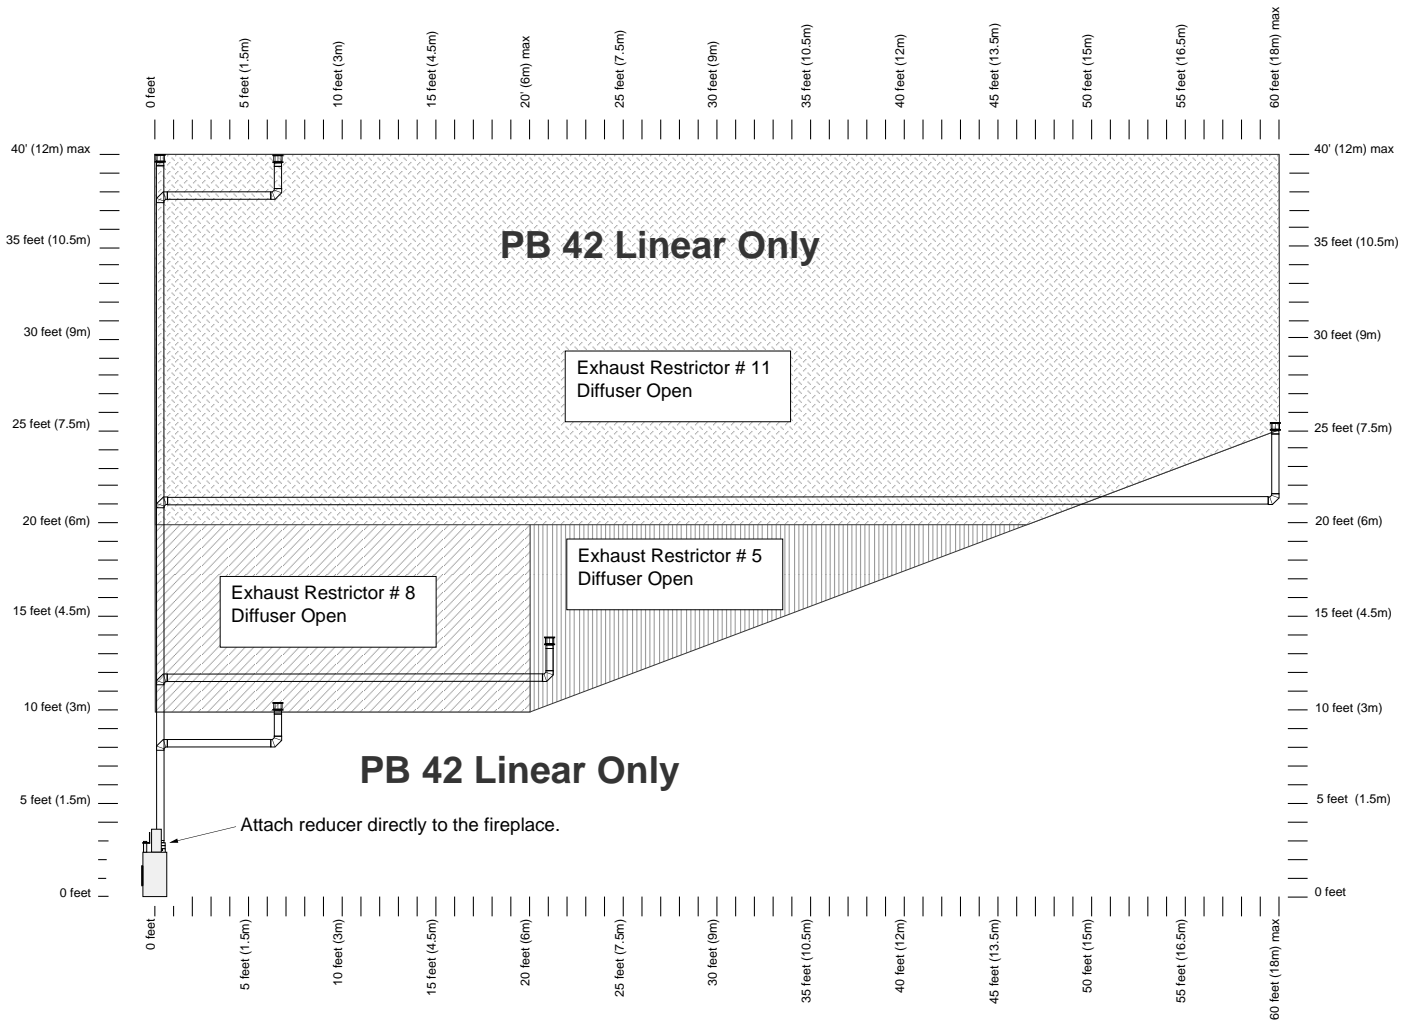 0 feet
5 feet (1.5m)
10 feet (3m)
15 feet (4.5m)
20' (6m) max
25 feet (7.5m)
30 feet (9m)
35 feet (10.5m)
40 feet (12m)
45 feet (13.5m)
50 feet (15m)
55 feet (16.5m)
60 feet (18m) max
40' (12m) max
40' (12m) max
35 feet (10.5m)
PB 42 Linear Only
35 feet (10.5m)
30 feet (9m)
30 feet (9m)
Exhaust Restrictor # 11
Diffuser Open
25 feet (7.5m)
25 feet (7.5m)
20 feet (6m)
20 feet (6m)
Exhaust Restrictor # 5
Diffuser Open
Exhaust Restrictor # 8
Diffuser Open
15 feet (4.5m)
15 feet (4.5m)
10 feet (3m)
10 feet (3m)
PB 42 Linear Only
5 feet (1.5m)
5 feet (1.5m)
Attach reducer directly to the fireplace.
0 feet
0 feet
0 feet
5 feet (1.5m)
10 feet (3m)
15 feet (4.5m)
20 feet (6m)
25 feet (7.5m)
30 feet (9m)
35 feet (10.5m)
40 feet (12m)
45 feet (13.5m)
50 feet (15m)
55 feet (16.5m)
60 feet (18m) max